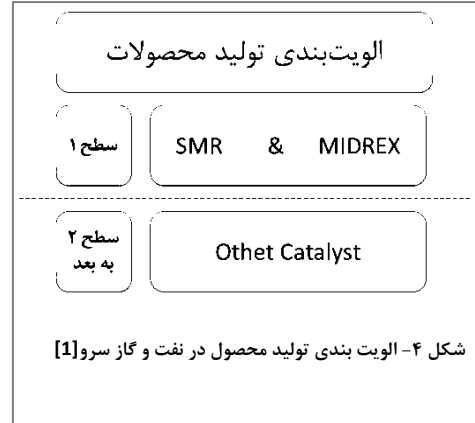 الویت‌بندی تولید محصولات
سطح ۱
SMR & MIDREX
سطح ۲
به بعد
Othet Catalyst
شکل ۴- الویت بندی تولید محصول در نفت و گاز سرو[1]